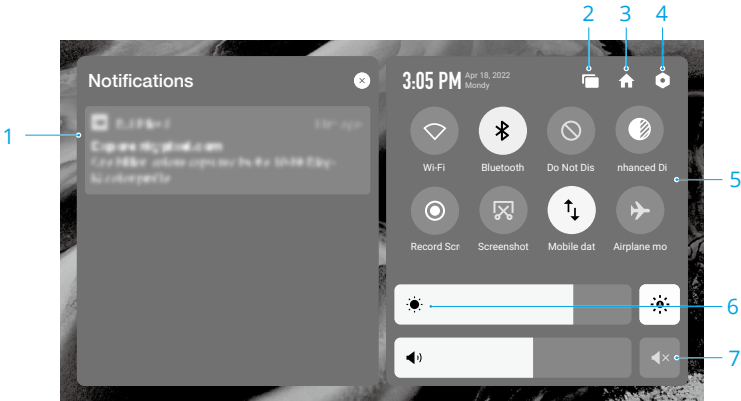 2 3 4
Notifications
3:05 PM Apr 18, 2022
Mondy
1
Wi-Fi Bluetooth Do Not Dis nhanced Di
5
Record Scr Screenshot Mobile dat Airplane mo
6
7